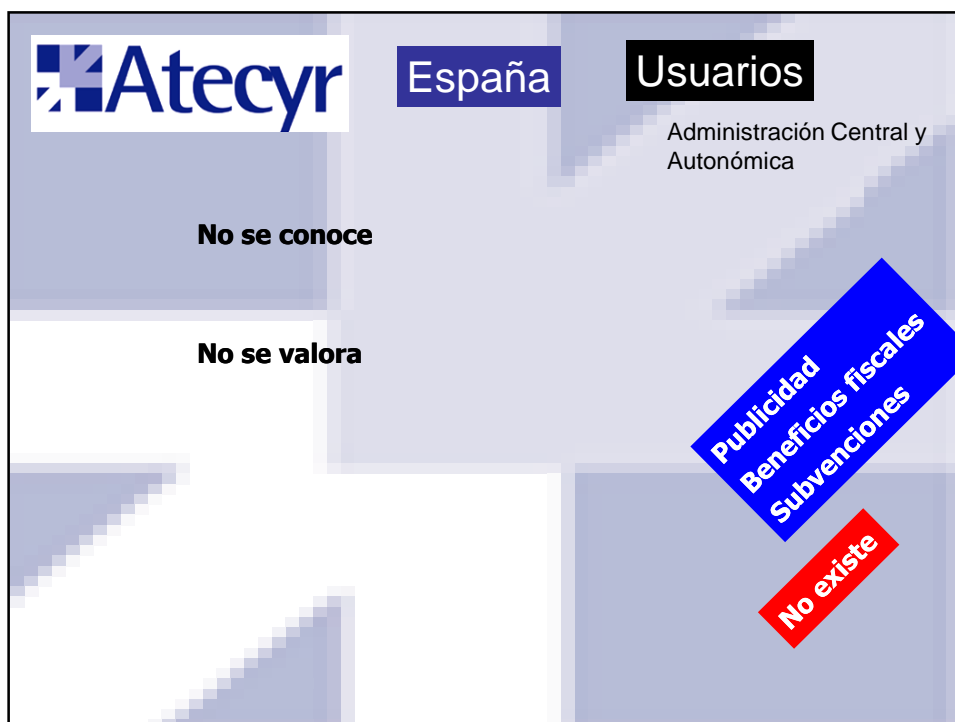 Atecyr
España
Usuarios
Administración Central y
Autonómica
No se conoce
No se valora
Publicidad
Beneficios fiscales
Subvenciones
No existe